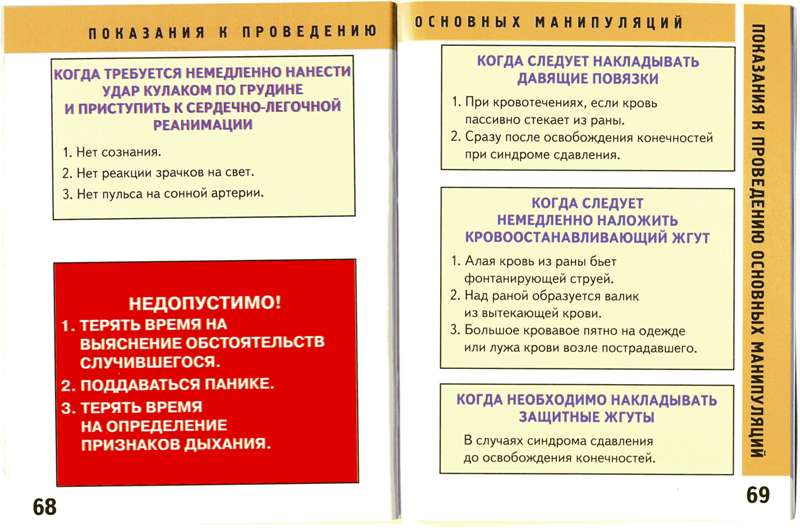 ПОКАЗАНИЯ К ПРОВЕДЕНИЮ
КОГДА ТРЕБУЕТСЯ НЕМЕДЛЕННО НАНЕСТИ
УДАР КУЛАКОМ ПО ГРУДИНЕ
И ПРИСТУПИТЬ К СЕРДЕЧНО-ЛЕГОЧНОЙ
РЕАНИМАЦИИ
1. Нет сознания.
2. Нет реакции зрачков на свет.
3. Нет пульса на сонной артерии.
НЕДОПУСТИМО!
1. ТЕРЯТЬ ВРЕМЯ НА
ВЫЯСНЕНИЕ ОБСТОЯТЕЛЬСТВ
СЛУЧИВШЕГОСЯ.
2. ПОДДАВАТЬСЯ ПАНИКЕ.
3. ТЕРЯТЬ ВРЕМЯ
НА ОПРЕДЕЛЕНИЕ
ПРИЗНАКОВ ДЫХАНИЯ.
68
ОСНОВНЫХ МАНИПУЛЯЦИЙ
КОГДА СЛЕДУЕТ НАКЛАДЫВАТЬ
ДАВЯЩИЕ ПОВЯЗКИ
1. При кровотечениях, если кровь
пассивно стекает из раны.
2. Сразу после освобождения конечностей
при синдроме сдавления.
КОГДА СЛЕДУЕТ
НЕМЕДЛЕННО НАЛОЖИТЬ
КРОВООСТАНАВЛИВАЮЩИЙ ЖГУТ
1. Алая кровь из раны бьет
фонтанирующей струей.
2. Над раной образуется валик
из вытекающей крови.
3. Большое кровавое пятно на одежде
или лужа крови возле пострадавшего.
КОГДА НЕОБХОДИМО НАКЛАДЫВАТЬ
ЗАЩИТНЫЕ ЖГУТЫ
В случаях синдрома сдавления
до освобождения конечностей.
ПОКАЗАНИЯ К ПРОВЕДЕНИЮ ОСНОВНЫХ МАНИПУЛЯЦИЙ
69